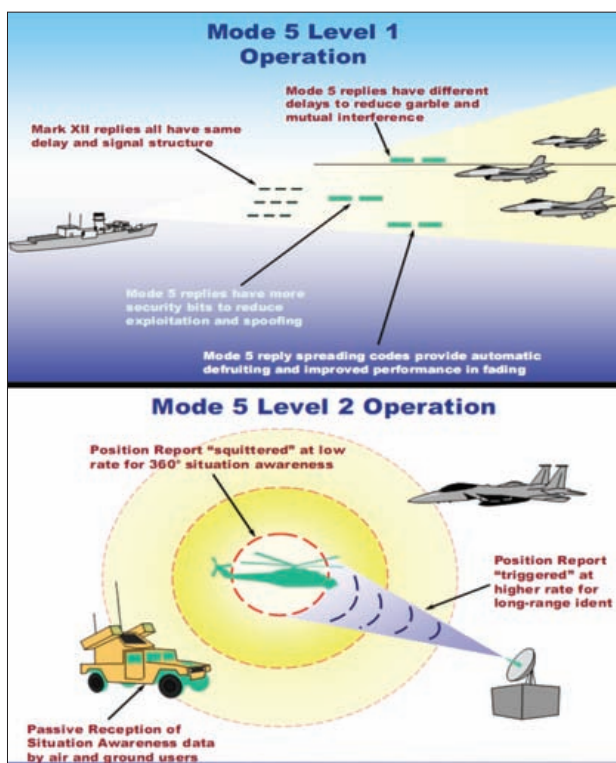 Mode 5 Level 1
Operation
Mode 5 replies have different
delays to reduce garble and
mutual interference
Mark XII replies all have same
delay and signal structure
Mode 5 replies have more
security bits to reduce
exploitation and spoofing
Mode 5 reply spreading codes provide automatic
defruiting and improved performance in fading
Mode 5 Level 2 Operation
Position Report “squittered” at low
rate for 360° situation awareness
Position Report
“triggered” at
higher rate for
long-range ident
Passive Reception of
Situation Awareness data
by air and ground users